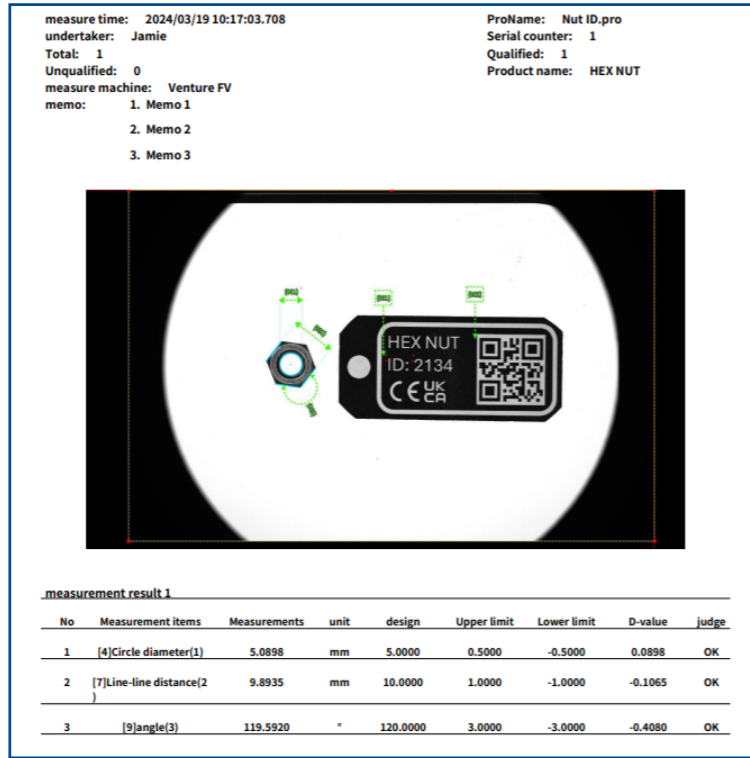 measure time: 2024/03/19 10:17:03.708
undertaker: Jamie
Total: 1
Unqualified: 0
measure machine: Venture FV
memo: 1. Memo 1
2. Memo 2
3. Memo 3
ProName: Nut ID.pro
Serial counter: 1
Qualified: 1
Product name: HEX NUT
HEX NUT
ID: 2134
CE UK
CA
measurement result 1
No Measurement items Measurements unit design Upper limit Lower limit D-value judge
1 [4]Circle diameter(1) 5.0898 mm 5.0000 0.5000 -0.5000 0.0898 OK
2 [7]Line-line distance(2
) 9.8935 mm 10.0000 1.0000 -1.0000 -0.1065 OK
3 [9]angle(3) 119.5920 ° 120.0000 3.0000 -3.0000 -0.4080 OK